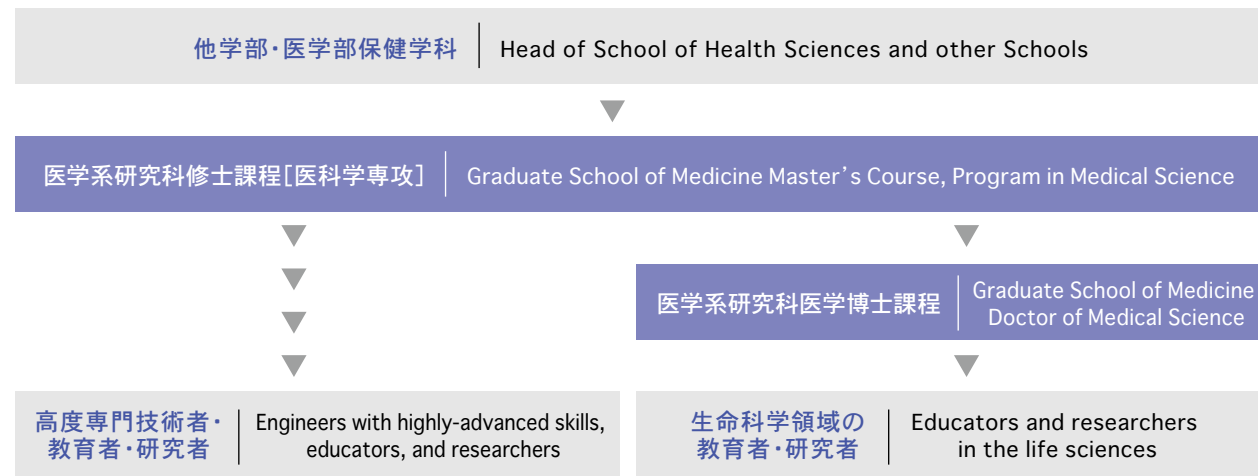 他学部・医学部保健学科
Head of School of Health Sciences and other Schools
医学系研究科修士課程[医科学専攻]
Graduate School of Medicine Master’s Course, Program in Medical Science
医学系研究科医学博士課程
Graduate School of Medicine
Doctor of Medical Science
高度専門技術者・
教育者・研究者
Engineers with highly-advanced skills,
educators, and researchers
生命科学領域の
教育者・研究者
Educators and researchers
in the life sciences